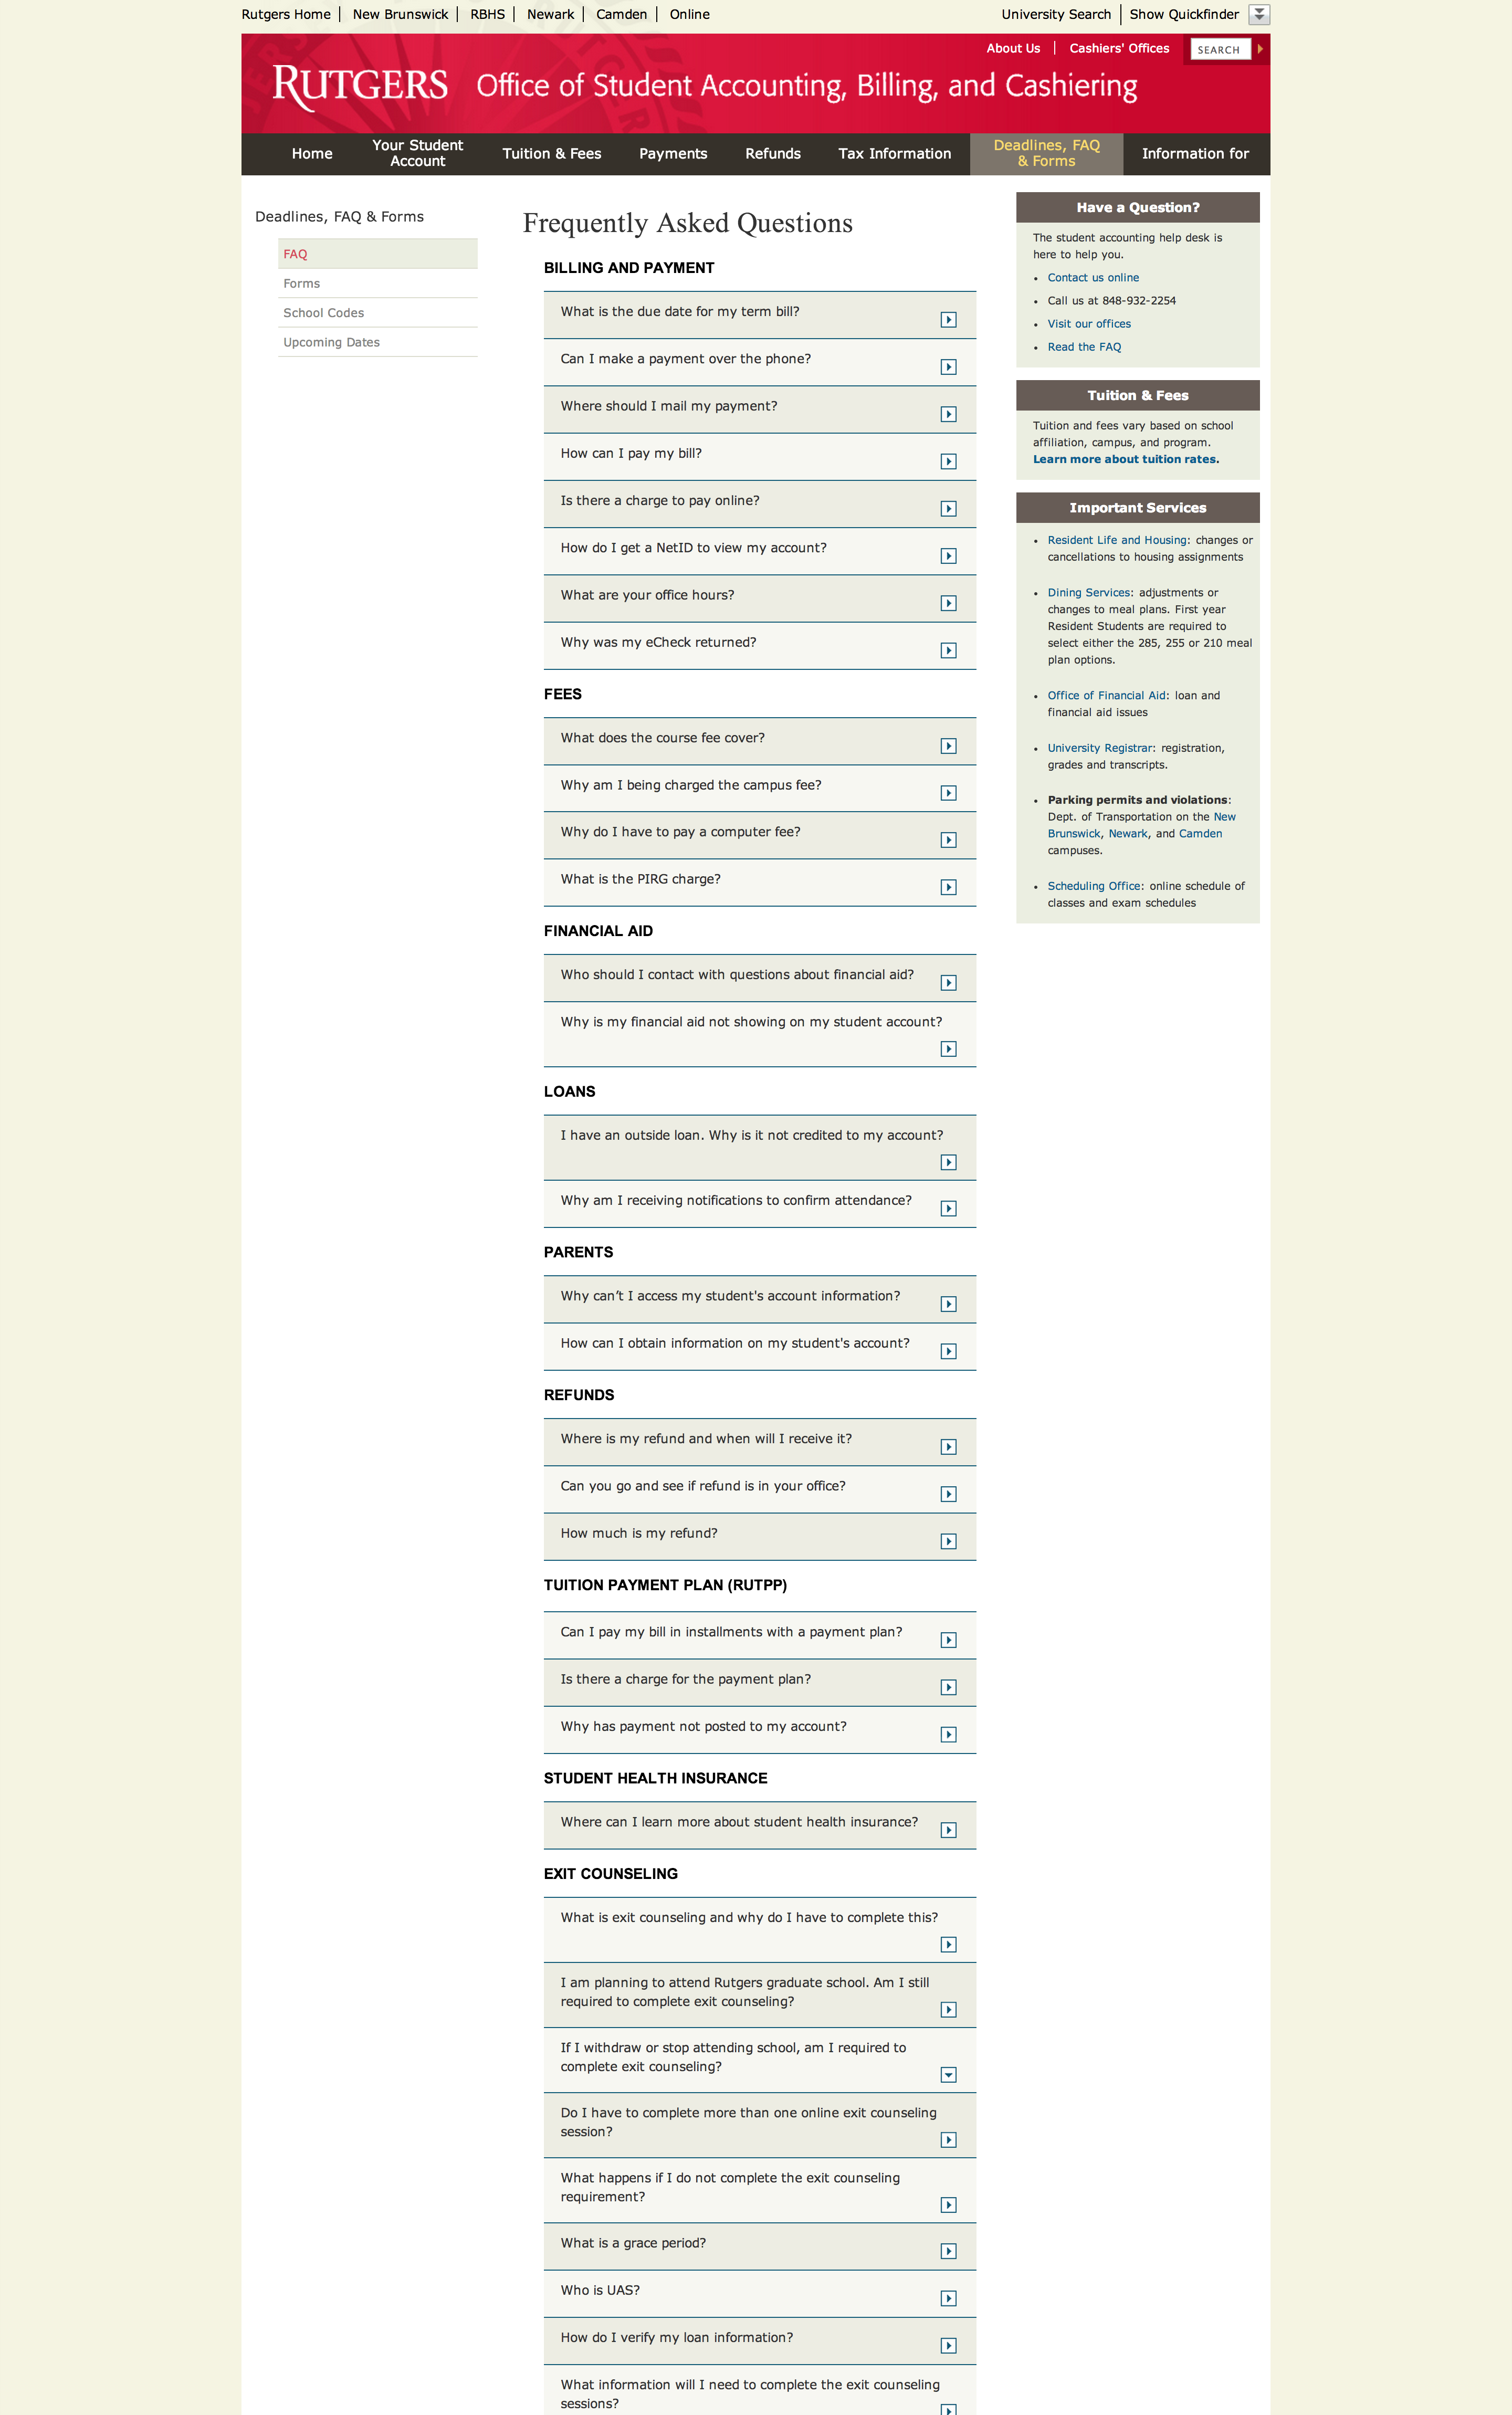 Rutgers Home | New Brunswick | RBHS | Newark | Camden | Online
University Search | Show Quickfinder
About Us | Cashiers' Offices
SEARCH
RUTGERS Office of Student Accounting, Billing, and Cashiering
Home
Your Student
Account
Tuition & Fees
Payments
Refunds
Tax Information
Deadlines, FAQ
& Forms
Information for
Deadlines, FAQ & Forms
FAQ
Forms
School Codes
Upcoming Dates
Frequently Asked Questions
BILLING AND PAYMENT
What is the due date for my term bill?
Can I make a payment over the phone?
Where should I mail my payment?
How can I pay my bill?
Is there a charge to pay online?
How do I get a NetID to view my account?
What are your office hours?
Why was my eCheck returned?
FEES
What does the course fee cover?
Why am I being charged the campus fee?
Why do I have to pay a computer fee?
What is the PIRG charge?
FINANCIAL AID
Who should I contact with questions about financial aid?
Why is my financial aid not showing on my student account?
LOANS
I have an outside loan. Why is it not credited to my account?
Why am I receiving notifications to confirm attendance?
PARENTS
Why can’t I access my student's account information?
How can I obtain information on my student's account?
REFUNDS
Where is my refund and when will I receive it?
Can you go and see if refund is in your office?
How much is my refund?
TUITION PAYMENT PLAN (RUTPP)
Can I pay my bill in installments with a payment plan?
Is there a charge for the payment plan?
Why has payment not posted to my account?
STUDENT HEALTH INSURANCE
Where can I learn more about student health insurance?
EXIT COUNSELING
What is exit counseling and why do I have to complete this?
I am planning to attend Rutgers graduate school. Am I still
required to complete exit counseling?
If I withdraw or stop attending school, am I required to
complete exit counseling?
Do I have to complete more than one online exit counseling
session?
What happens if I do not complete the exit counseling
requirement?
What is a grace period?
Who is UAS?
How do I verify my loan information?
What information will I need to complete the exit counseling
sessions?
Have a Question?
The student accounting help desk is
here to help you.
• Contact us online
• Call us at 848-932-2254
• Visit our offices
• Read the FAQ
Tuition & Fees
Tuition and fees vary based on school
affiliation, campus, and program.
Learn more about tuition rates.
Important Services
• Resident Life and Housing: changes or
cancellations to housing assignments
• Dining Services: adjustments or
changes to meal plans. First year
Resident Students are required to
select either the 285, 255 or 210 meal
plan options.
• Office of Financial Aid: loan and
financial aid issues
• University Registrar: registration,
grades and transcripts.
• Parking permits and violations:
Dept. of Transportation on the New
Brunswick, Newark, and Camden
campuses.
• Scheduling Office: online schedule of
classes and exam schedules